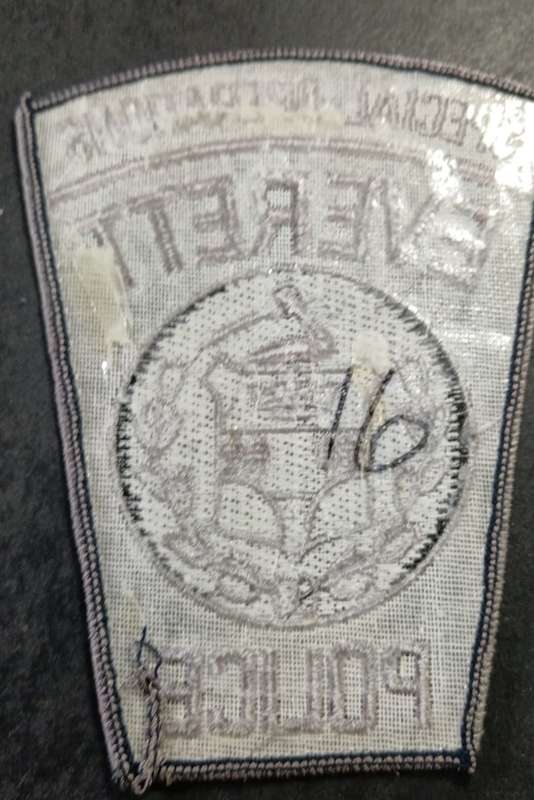 SPECIAL OPERATIONS
EVERETT
16
POLICE